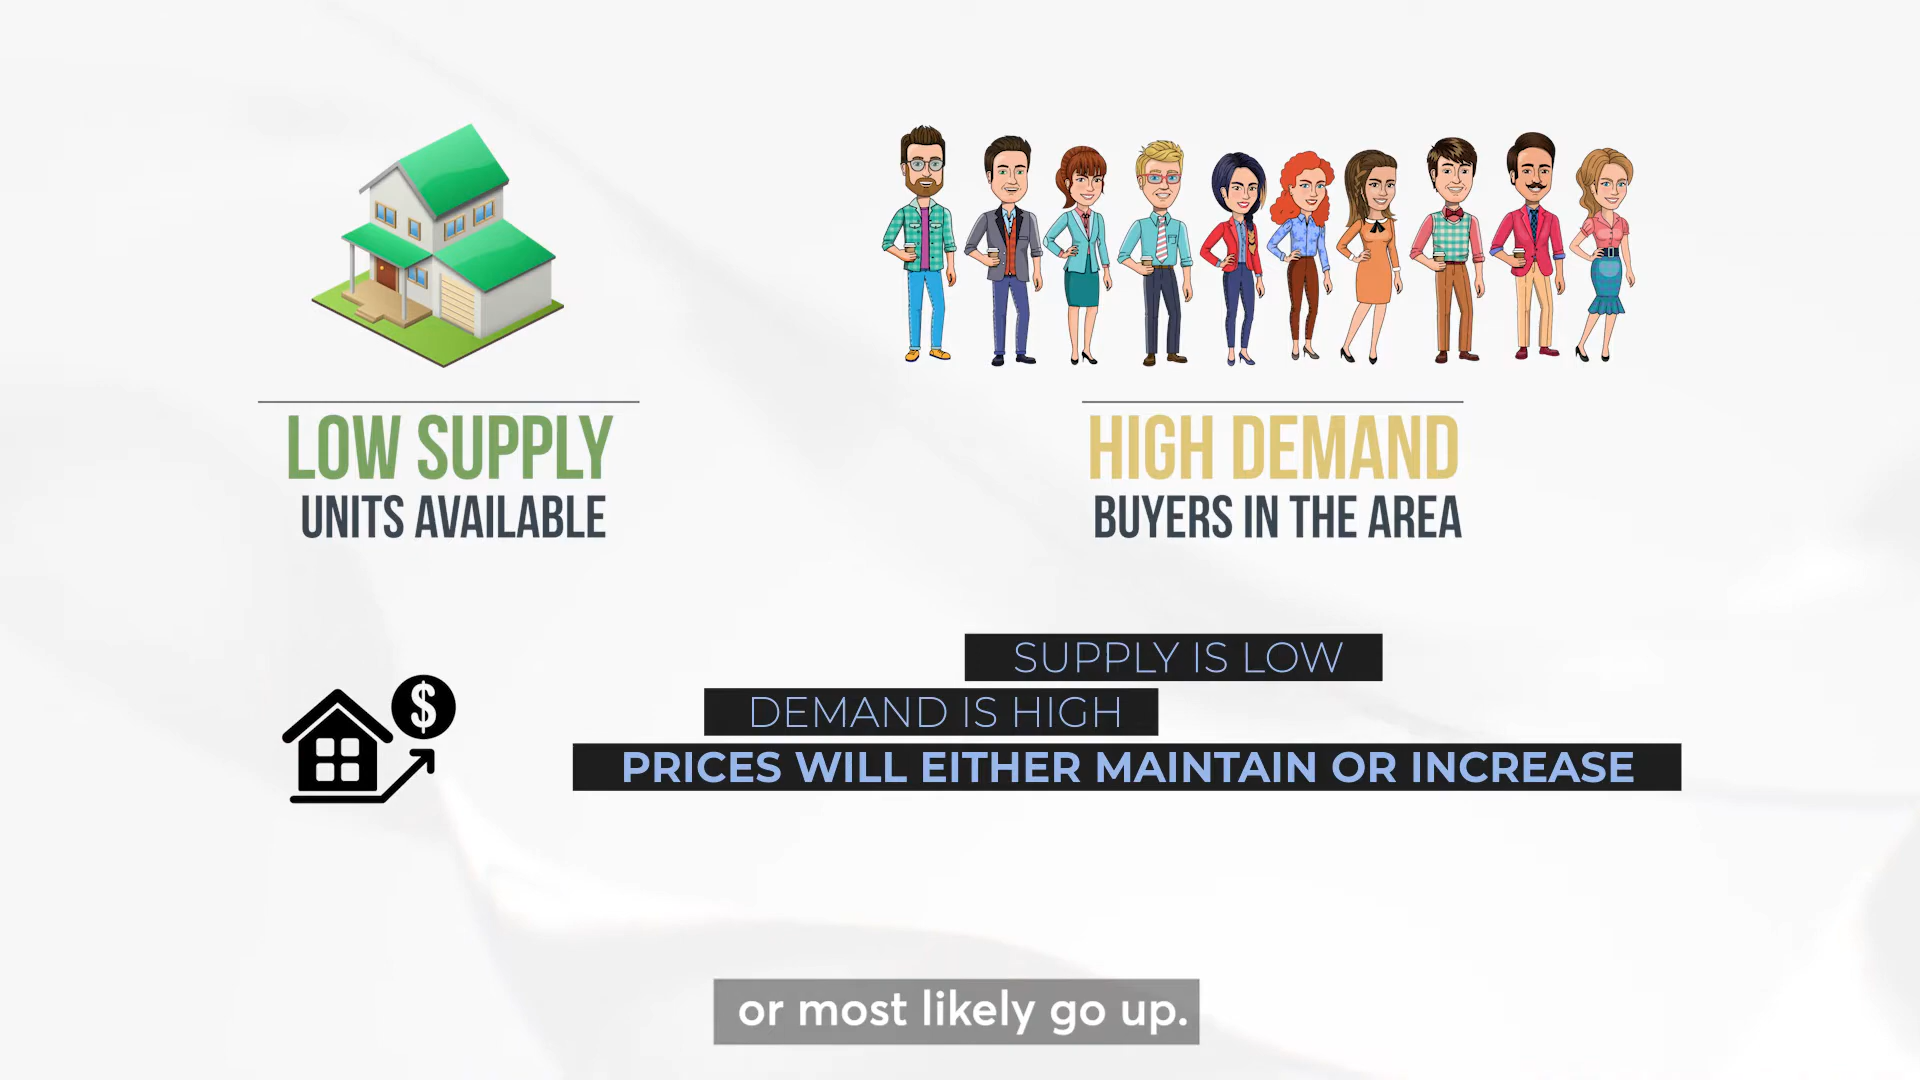 LOW SUPPLY
UNITS AVAILABLE
HIGH DEMAND
BUYERS IN THE AREA
$
SUPPLY IS LOW
DEMAND IS HIGH
PRICES WILL EITHER MAINTAIN OR INCREASE
or most likely go up.